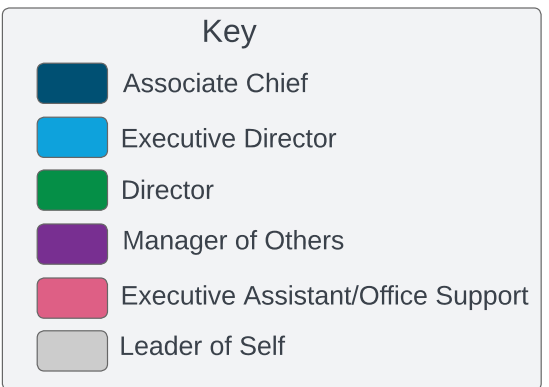 Key
Associate Chief
Executive Director
Director
Manager of Others
Executive Assistant/Office Support
Leader of Self